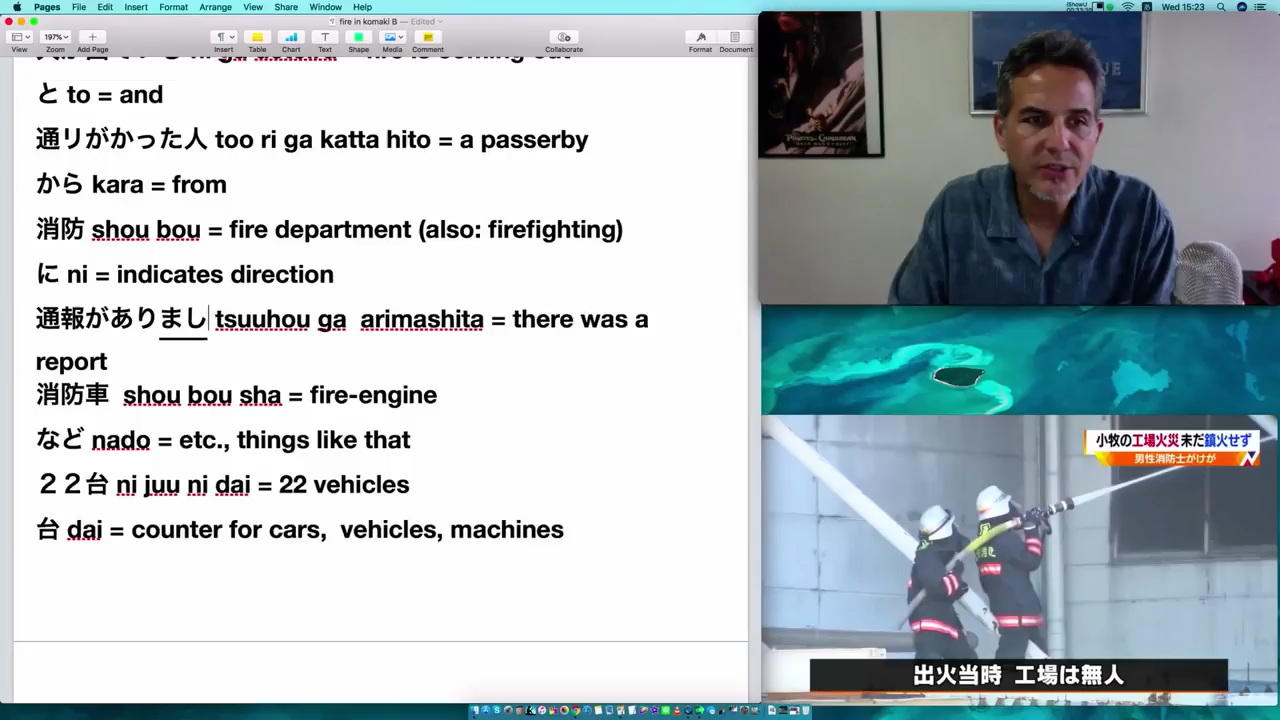 Pages File Edit Insert Format Arrange View Share Window Help
Wed 15:23
fire in komaki B — Edited
197%
View Zoom Add Page Insert Table Chart Text Shape Media Comment Collaborate Format Document
と to = and
通リがかった人 too ri ga katta hito = a passerby
から kara = from
消防 shou bou = fire department (also: firefighting)
に ni = indicates direction
通報がありまし tsuuhou ga arimashita = there was a
report
消防車 shou bou sha = fire-engine
など nado = etc., things like that
２２台 ni juu ni dai = 22 vehicles
台 dai = counter for cars, vehicles, machines
PIRATES of the CARIBBEAN
小牧の工場火災 未だ鎮火せず
男性消防士がけが
出火当時 工場は無人